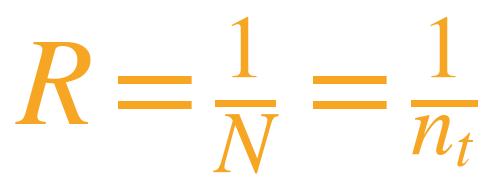 R = 1/N = 1/n_t